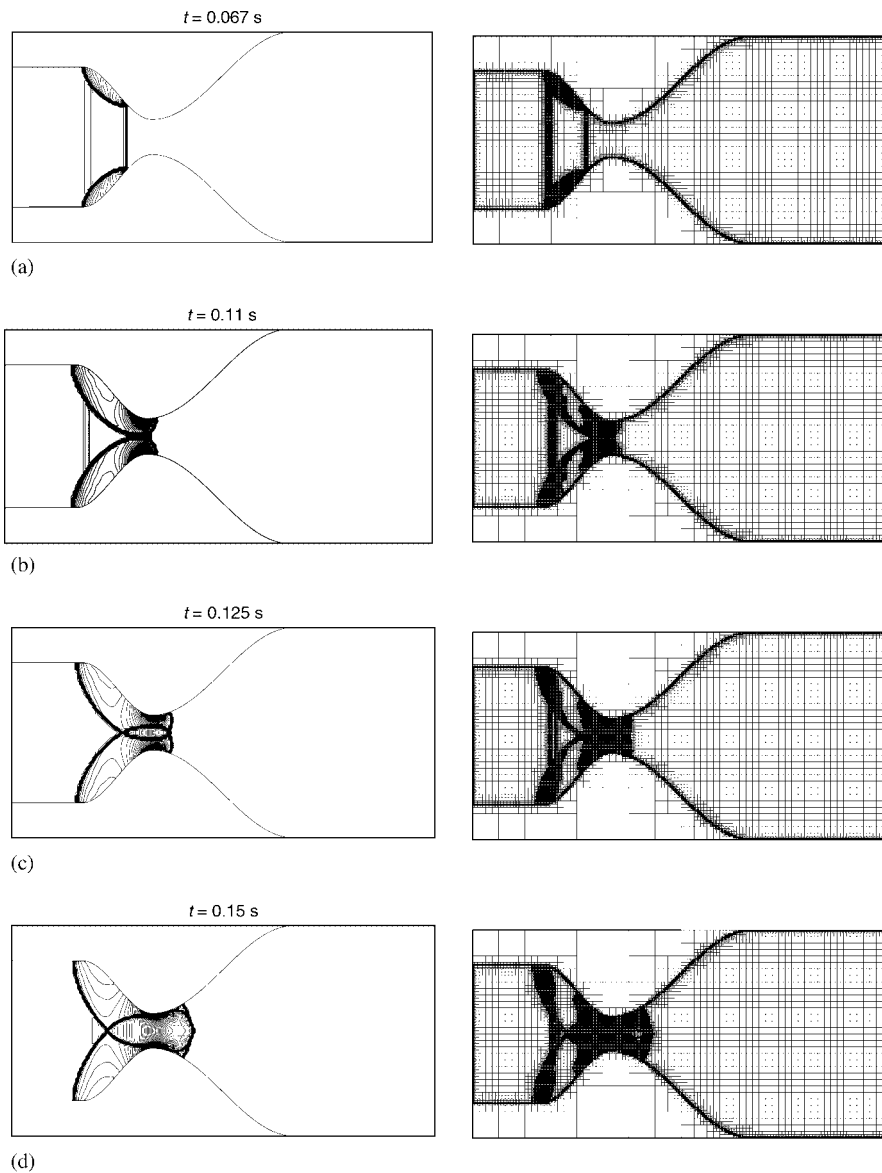 t = 0.067 s
(a)
t = 0.11 s
(b)
t = 0.125 s
(c)
t = 0.15 s
(d)